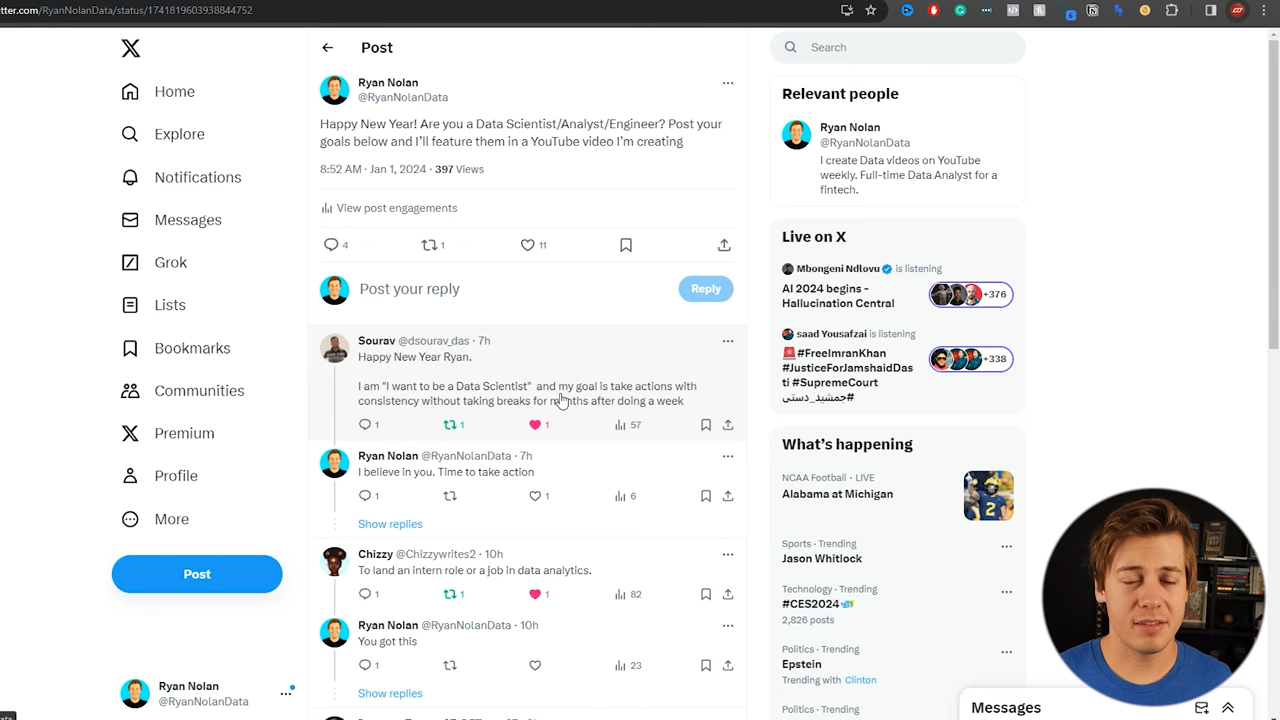 tter.com/RyanNolanData/status/1741819603938844752
Home
Explore
Notifications
Messages
Grok
Lists
Bookmarks
Communities
Premium
Profile
More
Post
Ryan Nolan
@RyanNolanData
Post
Ryan Nolan
@RyanNolanData
Happy New Year! Are you a Data Scientist/Analyst/Engineer? Post your
goals below and I'll feature them in a YouTube video I'm creating
8:52 AM · Jan 1, 2024 · 397 Views
View post engagements
4 1 11
Post your reply
Reply
Sourav @dsourav_das · 7h
Happy New Year Ryan.
I am "I want to be a Data Scientist" and my goal is take actions with
consistency without taking breaks for months after doing a week
1 1 1 57
Ryan Nolan @RyanNolanData · 7h
I believe in you. Time to take action
1 1 6
Show replies
Chizzy @Chizzywrites2 · 10h
To land an intern role or a job in data analytics.
1 1 1 82
Ryan Nolan @RyanNolanData · 10h
You got this
1 23
Show replies
Search
Relevant people
Ryan Nolan
@RyanNolanData
I create Data videos on YouTube
weekly. Full-time Data Analyst for a
fintech.
Live on X
Mbongeni Ndlovu is listening
AI 2024 begins -
Hallucination Central
+376
saad Yousafzai is listening
🚨#FreeImranKhan
#JusticeForJamshaidDas
ti #SupremeCourt
#جمشید_دستی
+338
What's happening
NCAA Football · LIVE
Alabama at Michigan
Sports · Trending
Jason Whitlock
Technology · Trending
#CES2024
2,826 posts
Politics · Trending
Epstein
Trending with Clinton
Politics · Trending
Messages